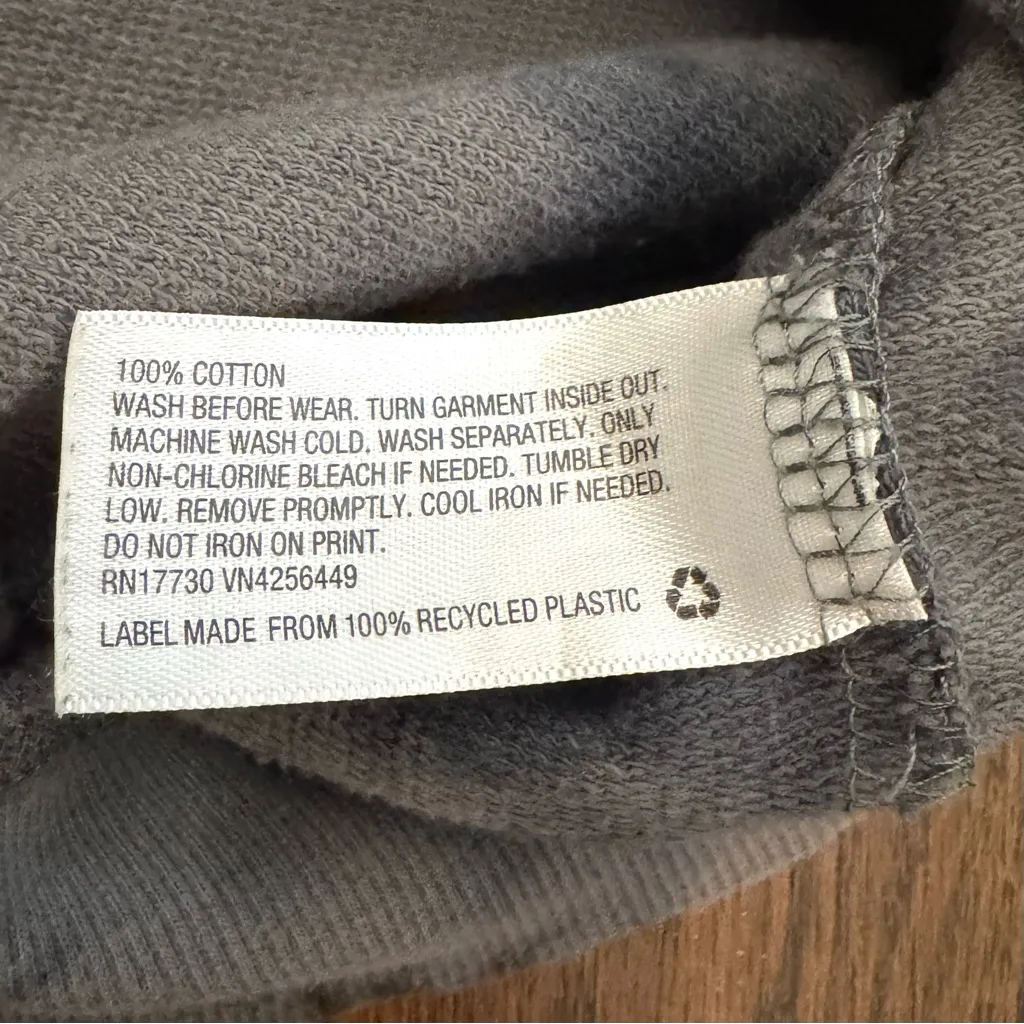 100% COTTON
WASH BEFORE WEAR. TURN GARMENT INSIDE OUT.
MACHINE WASH COLD. WASH SEPARATELY. ONLY
NON-CHLORINE BLEACH IF NEEDED. TUMBLE DRY
LOW. REMOVE PROMPTLY. COOL IRON IF NEEDED.
DO NOT IRON ON PRINT.
RN17730 VN4256449
LABEL MADE FROM 100% RECYCLED PLASTIC